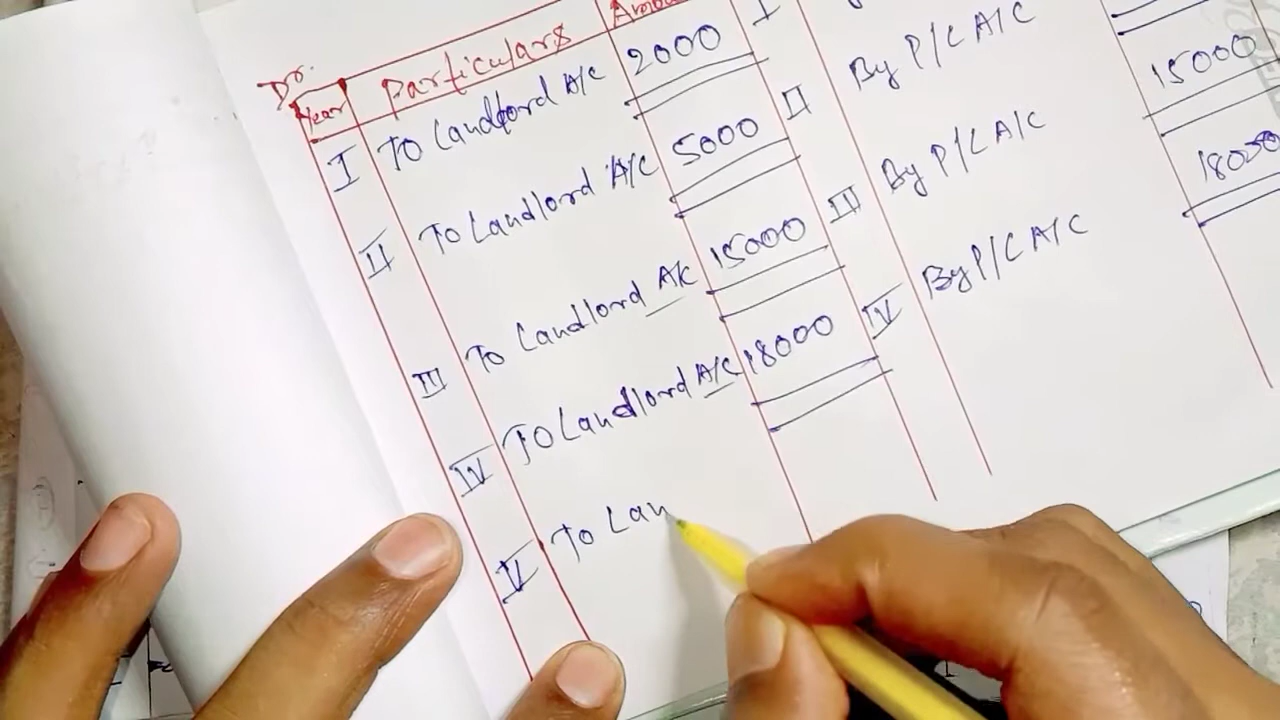 Dr.
Year Particulars
I To Landlord A/c 2000 I
II To Landlord A/c 5000 II By P/L A/C
III To Landlord A/c 15000 III By P/L A/C 15000
IV To Landlord A/C 18000 IV By P/L A/C 18000
V To Lan